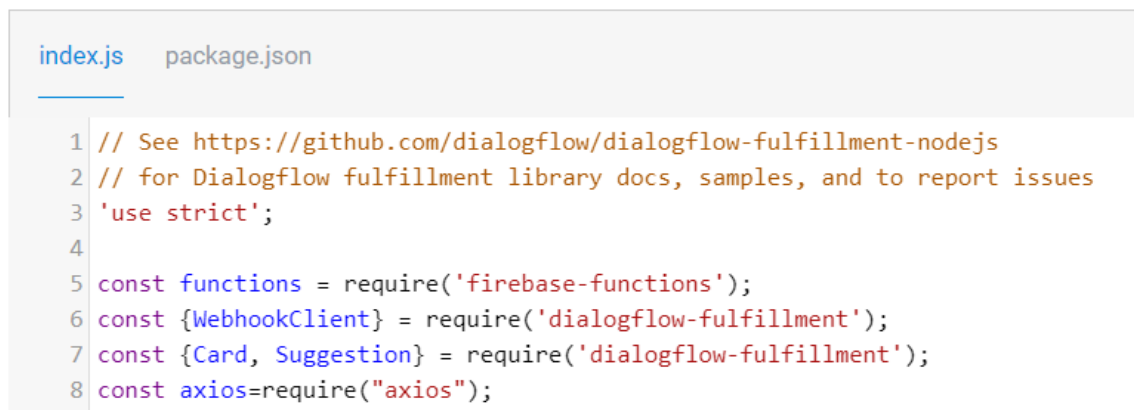 index.js package.json
1 // See https://github.com/dialogflow/dialogflow-fulfillment-nodejs
2 // for Dialogflow fulfillment library docs, samples, and to report issues
3 'use strict';
4
5 const functions = require('firebase-functions');
6 const {WebhookClient} = require('dialogflow-fulfillment');
7 const {Card, Suggestion} = require('dialogflow-fulfillment');
8 const axios=require("axios");